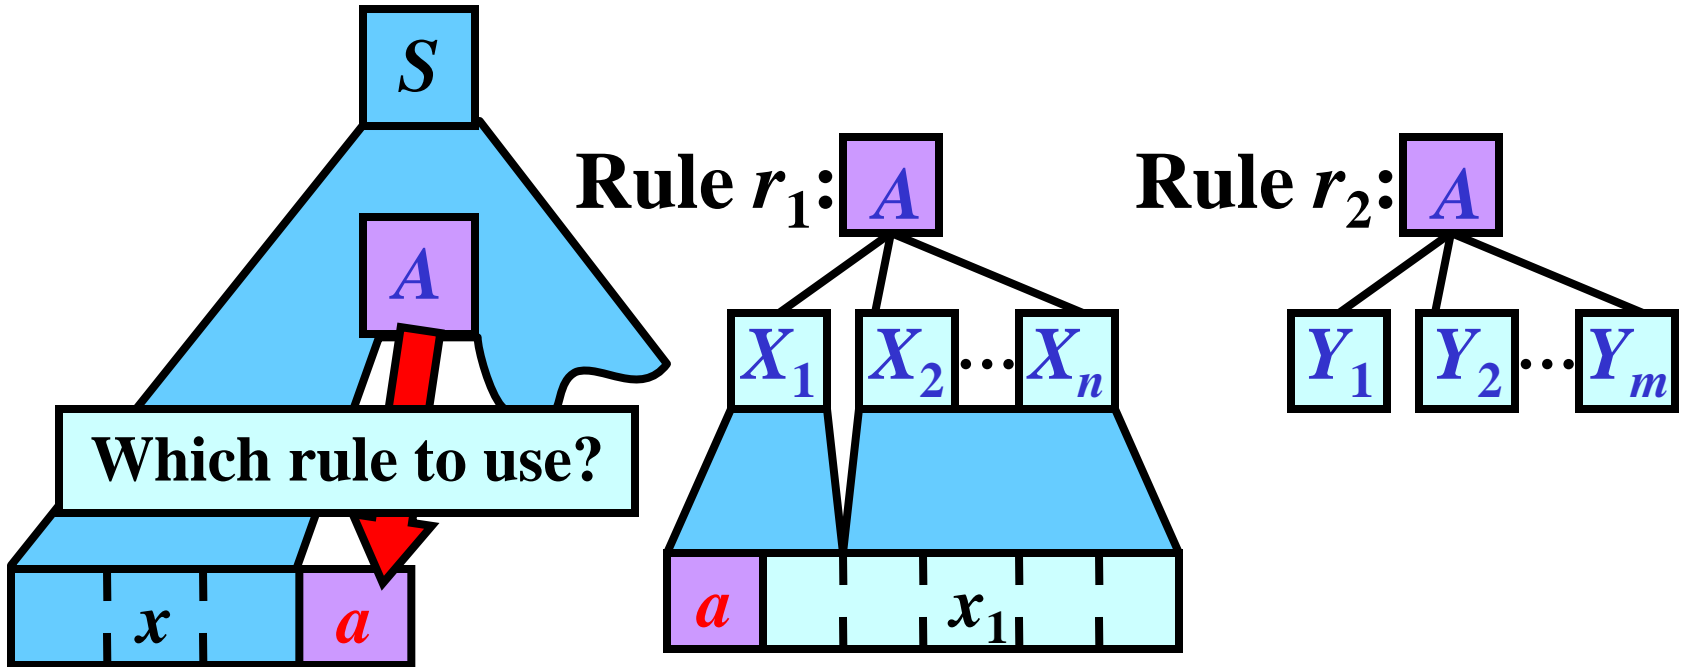 S
A
Which rule to use?
x
a
Rule r₁:
A
X₁ X₂ ⋯ Xₙ
a
x₁
Rule r₂:
A
Y₁ Y₂ ⋯ Yₘ